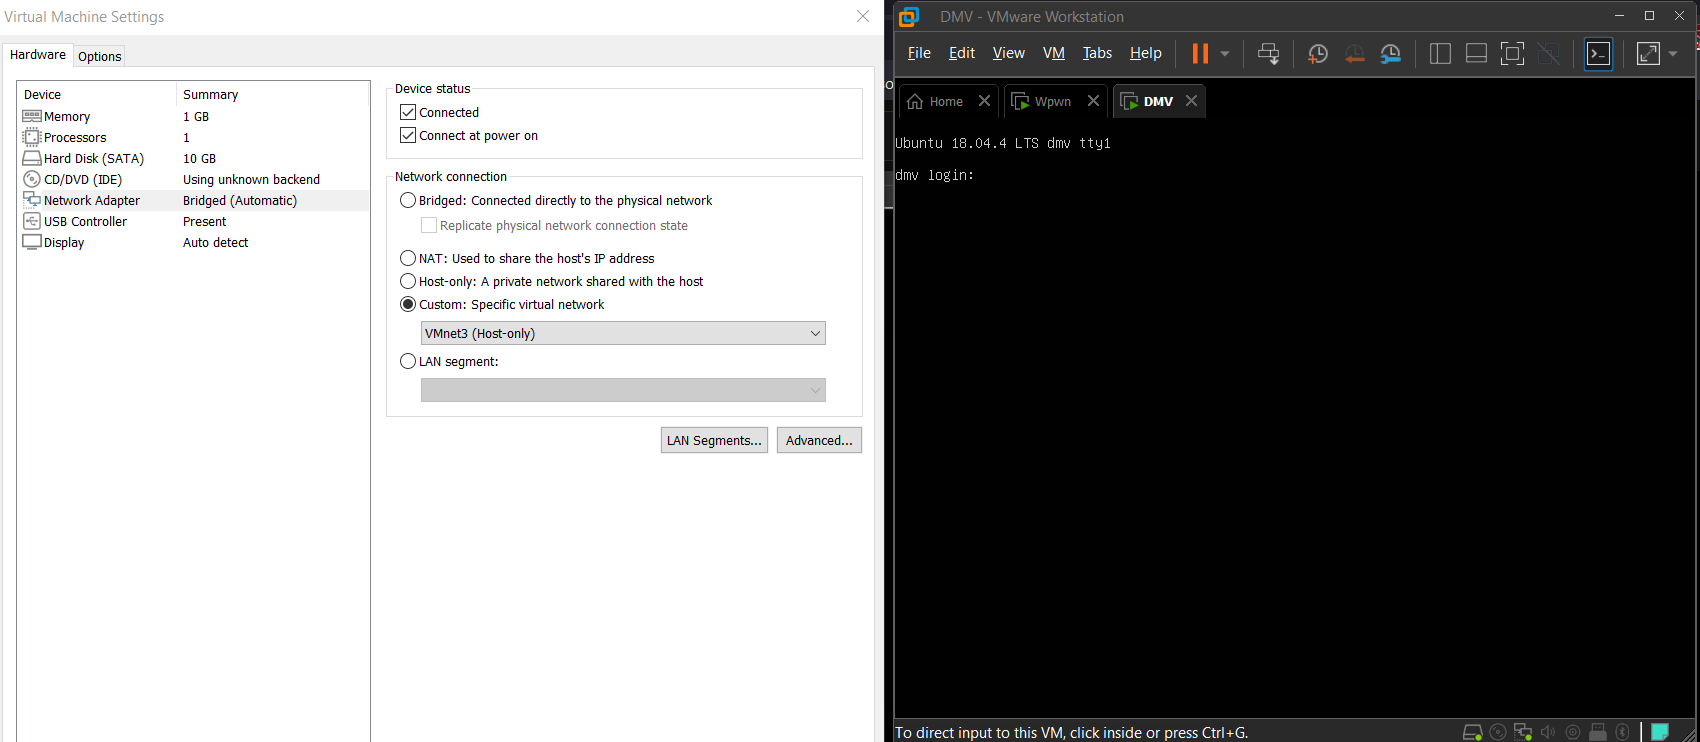 Virtual Machine Settings
Hardware
Options
Device Summary
Memory 1 GB
Processors 1
Hard Disk (SATA) 10 GB
CD/DVD (IDE) Using unknown backend
Network Adapter Bridged (Automatic)
USB Controller Present
Display Auto detect
Device status
Connected
Connect at power on
Network connection
Bridged: Connected directly to the physical network
Replicate physical network connection state
NAT: Used to share the host's IP address
Host-only: A private network shared with the host
Custom: Specific virtual network
VMnet3 (Host-only)
LAN segment:
LAN Segments...
Advanced...
DMV - VMware Workstation
File Edit View VM Tabs Help
Home Wpwn DMV
Ubuntu 18.04.4 LTS dmv tty1
dmv login:
To direct input to this VM, click inside or press Ctrl+G.